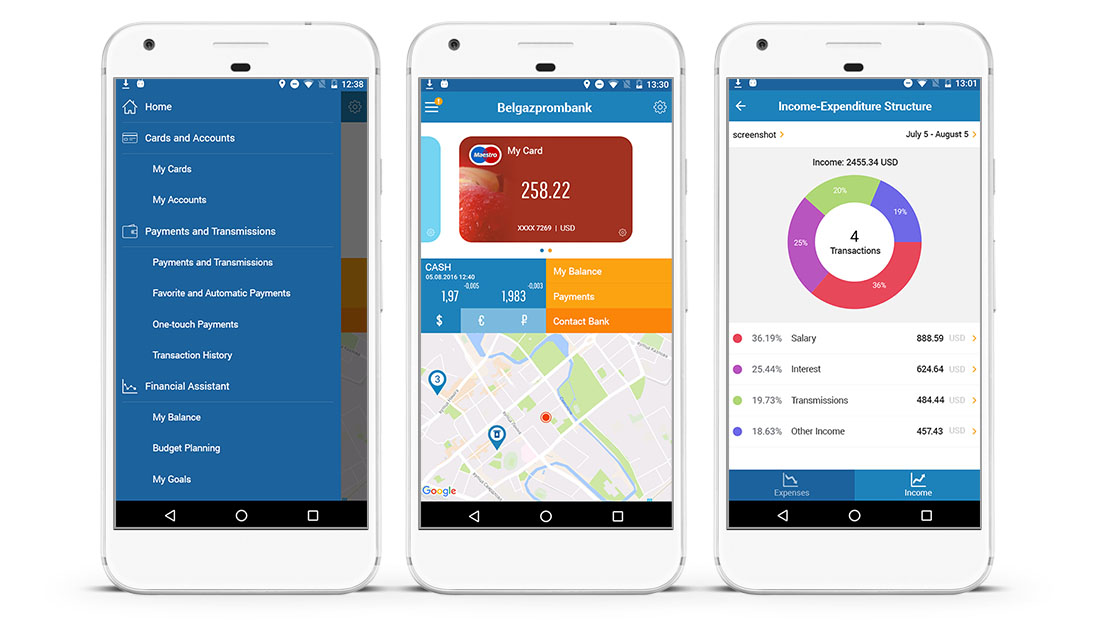 12:38
Home
Cards and Accounts
My Cards
My Accounts
Payments and Transmissions
Payments and Transmissions
Favorite and Automatic Payments
One-touch Payments
Transaction History
Financial Assistant
My Balance
Budget Planning
My Goals
13:30
Belgazprombank
Maestro
My Card
258.22
XXXX 7269 | USD
CASH
05.08.2016 12:40
-0,005
-0,003
1,97
1,983
$ € ₽
My Balance
Payments
Contact Bank
3
Google
13:01
Income-Expenditure Structure
screenshot
July 5 - August 5
Income: 2455.34 USD
20%
19%
25%
36%
4
Transactions
36.19% Salary 888.59 USD
25.44% Interest 624.64 USD
19.73% Transmissions 484.44 USD
18.63% Other Income 457.43 USD
Expenses
Income